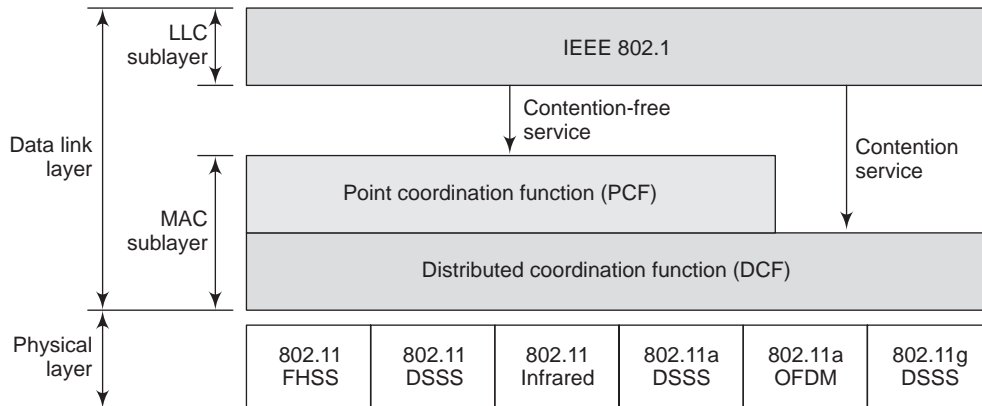 LLC
sublayer
IEEE 802.1
Contention-free
service
Data link
layer
Contention
service
MAC
sublayer
Point coordination function (PCF)
Distributed coordination function (DCF)
Physical
layer
802.11
FHSS
802.11
DSSS
802.11
Infrared
802.11a
DSSS
802.11a
OFDM
802.11g
DSSS